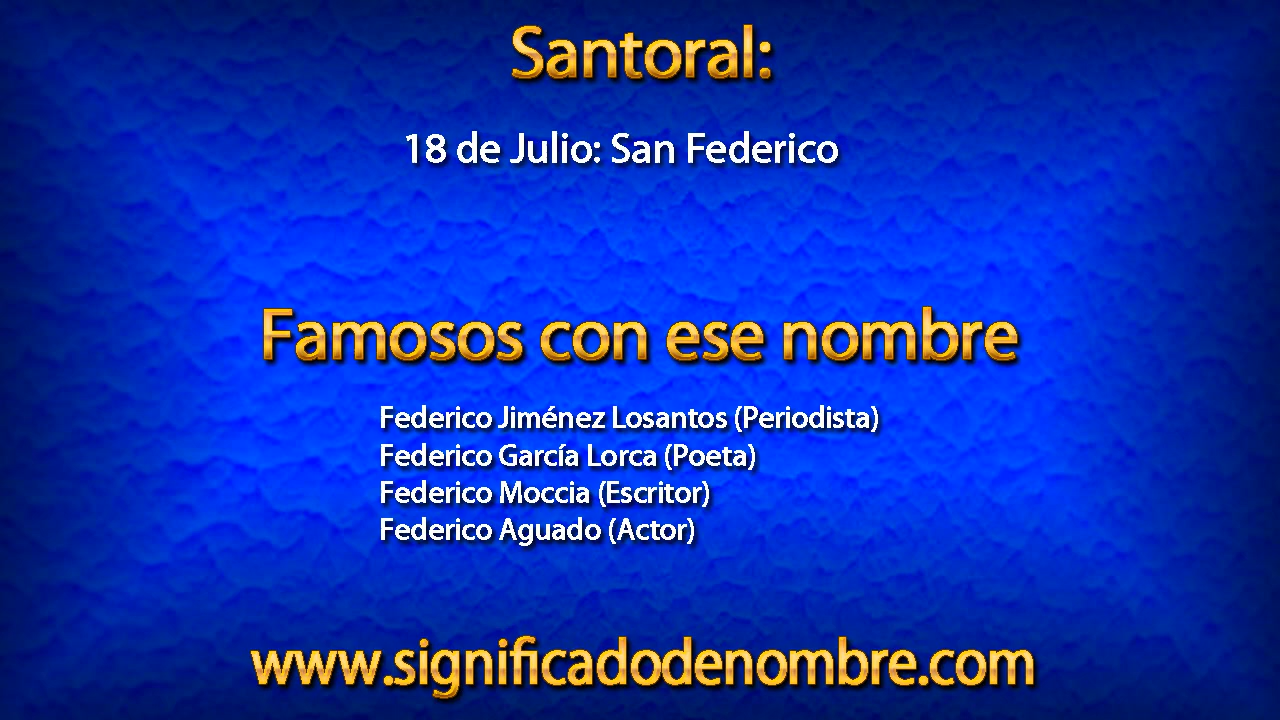 Santoral:
18 de Julio: San Federico
Famosos con ese nombre
Federico Jiménez Losantos (Periodista)
Federico García Lorca (Poeta)
Federico Moccia (Escritor)
Federico Aguado (Actor)
www.significadodenombre.com